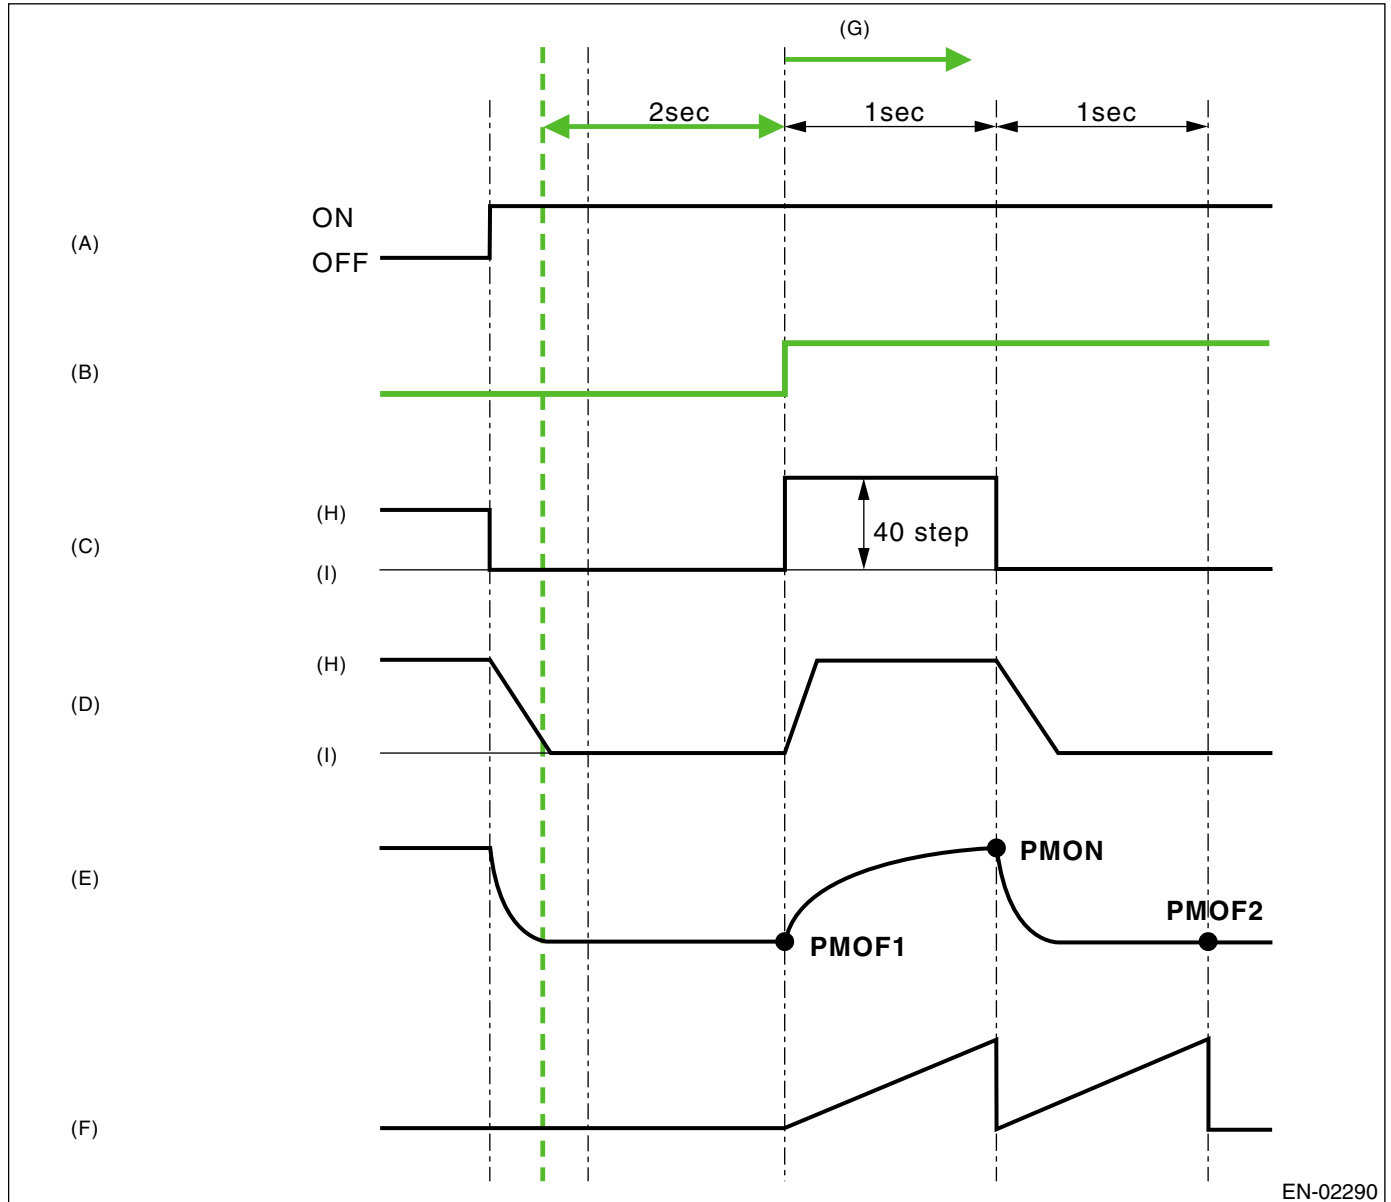 (G)
2sec 1sec 1sec
ON
(A)
OFF
(B)
(H)
40 step
(C)
(I)
(H)
(D)
(I)
PMON
(E)
PMOF2
PMOF1
(F)
EN-02290